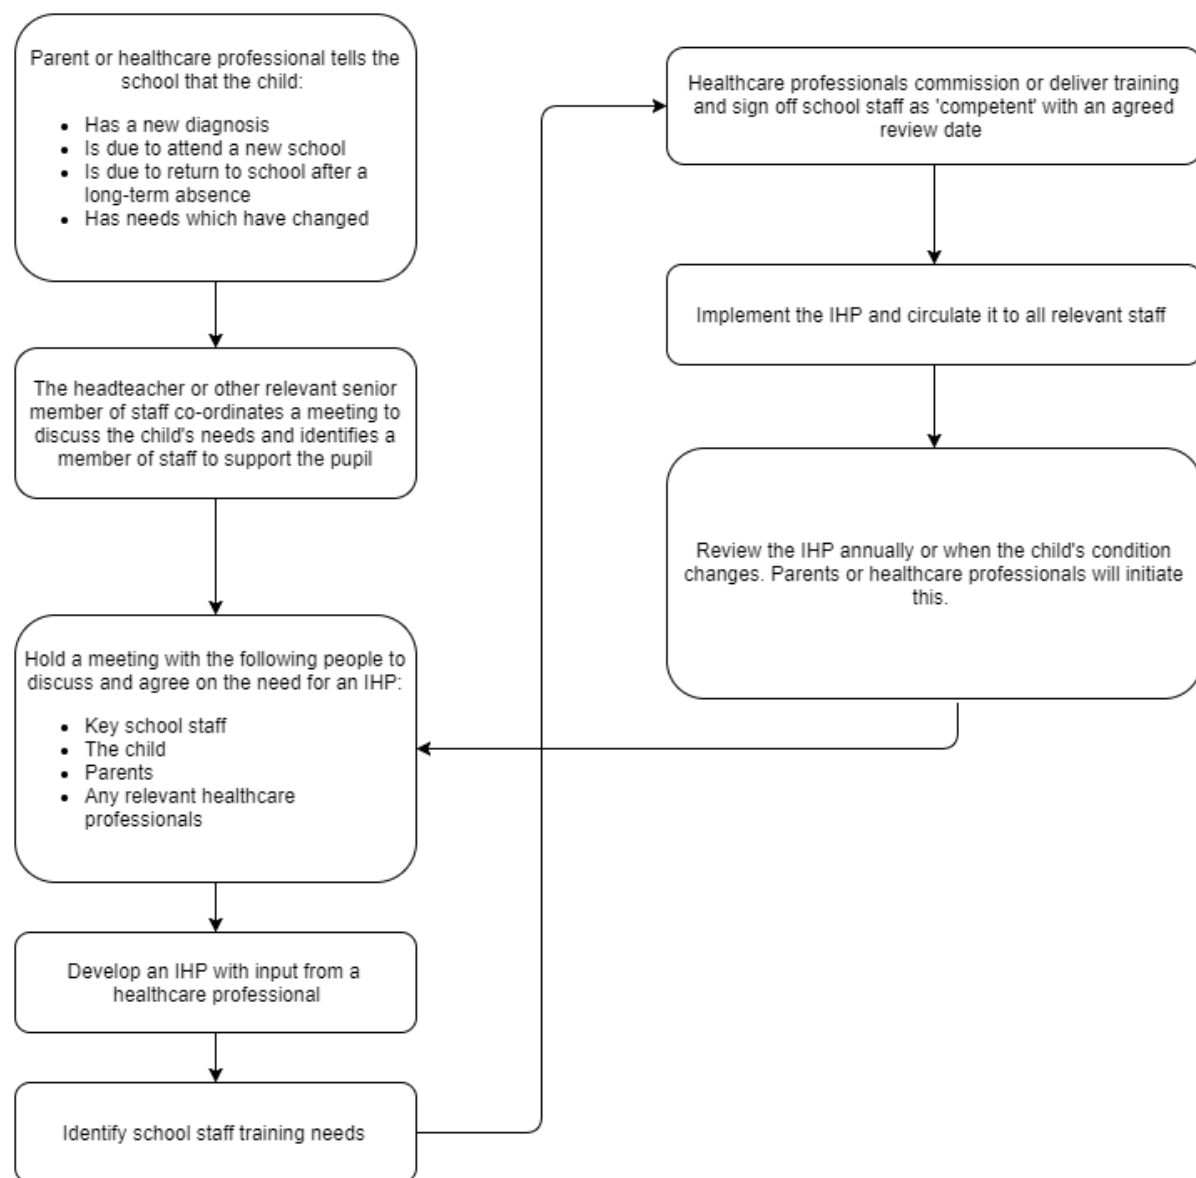 Parent or healthcare professional tells the
school that the child:
• Has a new diagnosis
• Is due to attend a new school
• Is due to return to school after a
long-term absence
• Has needs which have changed
The headteacher or other relevant senior
member of staff co-ordinates a meeting to
discuss the child's needs and identifies a
member of staff to support the pupil
Hold a meeting with the following people to
discuss and agree on the need for an IHP:
• Key school staff
• The child
• Parents
• Any relevant healthcare
professionals
Develop an IHP with input from a
healthcare professional
Identify school staff training needs
Healthcare professionals commission or deliver training
and sign off school staff as 'competent' with an agreed
review date
Implement the IHP and circulate it to all relevant staff
Review the IHP annually or when the child's condition
changes. Parents or healthcare professionals will initiate
this.